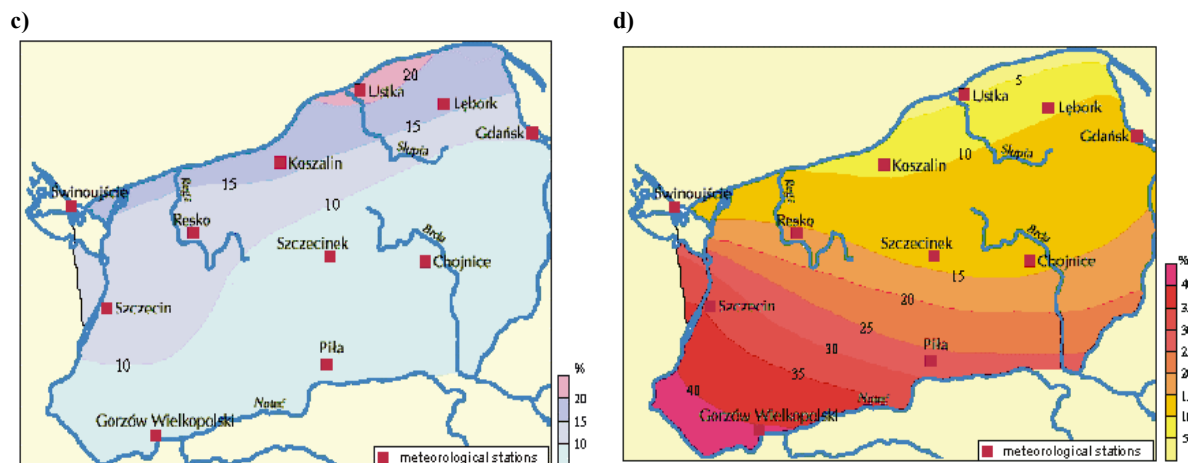 c)
20
Ustka
Lębork
15
Gdańsk
Słupia
Koszalin
15
Świnoujście
10
Resko
Szczecinek
Brda
Chojnice
Szczecin
Piła
10
%
20
15
10
Noteć
Gorzów Wielkopolski
meteorological stations
d)
5
Ustka
Lębork
Gdańsk
10
Słupia
Koszalin
Świnoujście
Resko
Szczecinek
Brda
Chojnice
15
%
20
Szczecin
25
Piła
30
35
40
Noteć
Gorzów Wielkopolski
5
meteorological stations